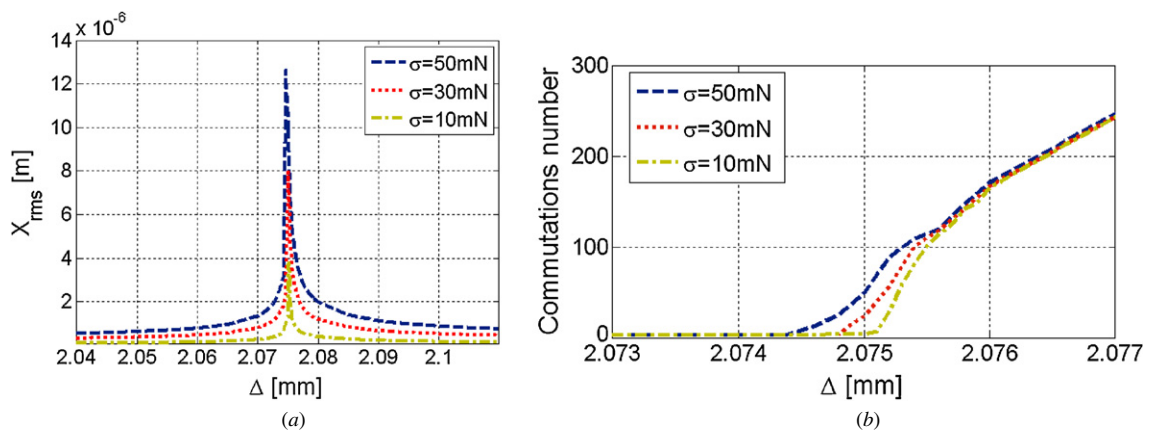 x 10⁻⁶
14
12
10
8
6
4
2
X_rms [m]
σ=50mN
σ=30mN
σ=10mN
2.04 2.05 2.06 2.07 2.08 2.09 2.1
Δ [mm]
(a)
300
200
100
0
Commutations number
σ=50mN
σ=30mN
σ=10mN
2.073 2.074 2.075 2.076 2.077
Δ [mm]
(b)